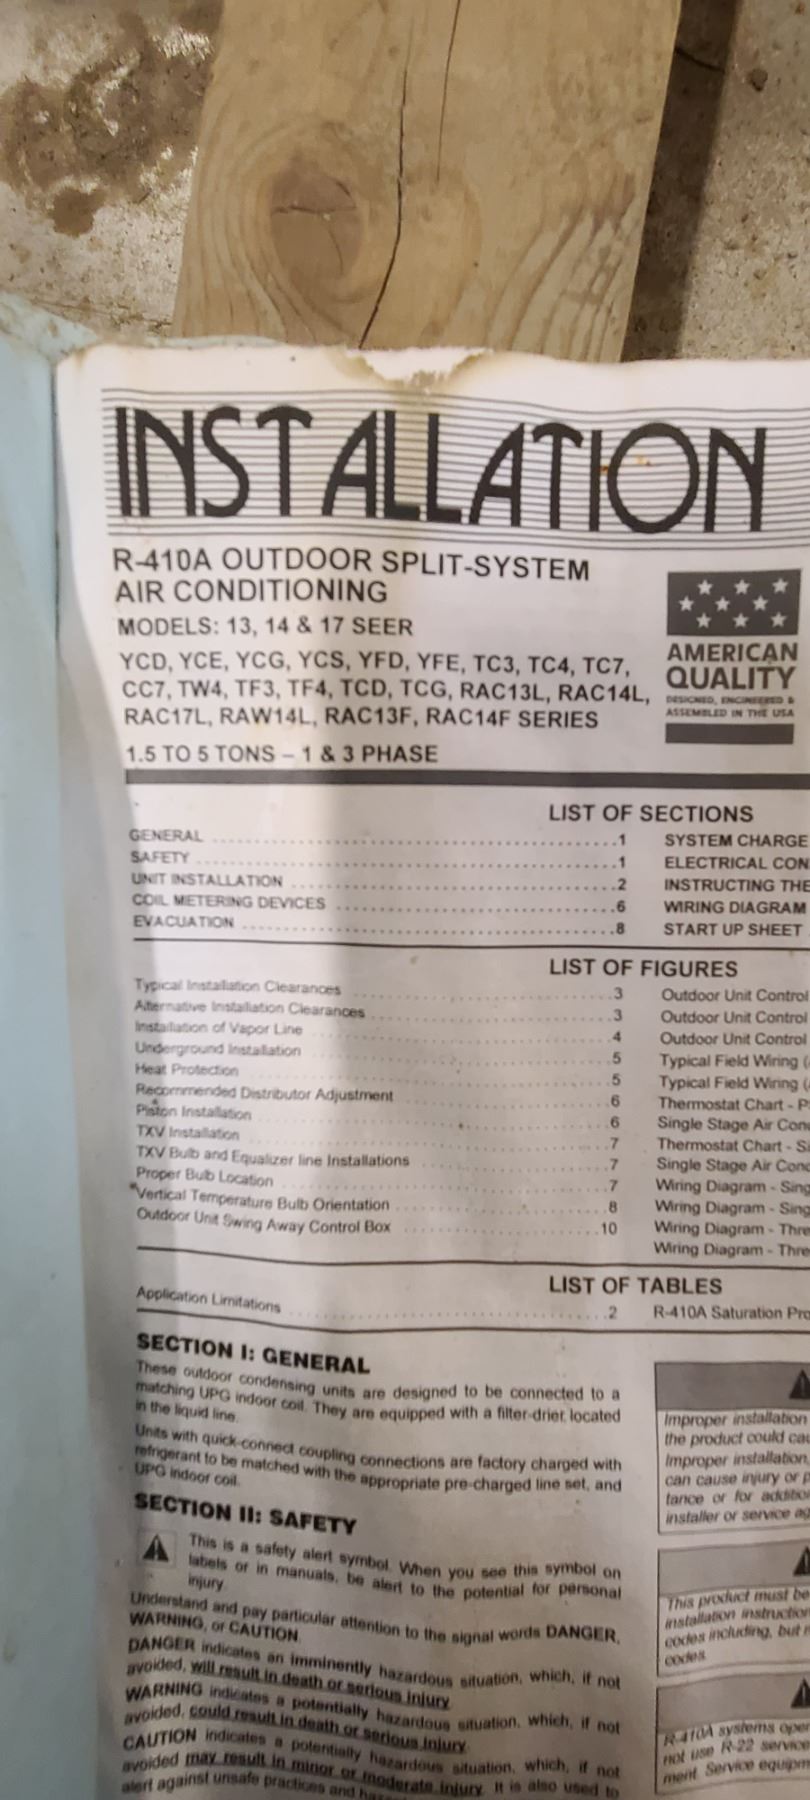 INSTALLATION
R-410A OUTDOOR SPLIT-SYSTEM
AIR CONDITIONING
MODELS: 13, 14 & 17 SEER
YCD, YCE, YCG, YCS, YFD, YFE, TC3, TC4, TC7,
CC7, TW4, TF3, TF4, TCD, TCG, RAC13L, RAC14L,
RAC17L, RAW14L, RAC13F, RAC14F SERIES
1.5 TO 5 TONS – 1 & 3 PHASE
AMERICAN
QUALITY
DESIGNED, ENGINEERED &
ASSEMBLED IN THE USA
LIST OF SECTIONS
GENERAL ........ 1
SAFETY ........ 1
UNIT INSTALLATION ........ 2
COIL METERING DEVICES ........ 6
EVACUATION ........ 8
SYSTEM CHARGE
ELECTRICAL CON
INSTRUCTING THE
WIRING DIAGRAM
START UP SHEET
LIST OF FIGURES
Typical Installation Clearances ........ 3
Alternative Installation Clearances ........ 3
Installation of Vapor Line ........ 4
Underground Installation ........ 5
Heat Protection ........ 5
Recommended Distributor Adjustment ........ 6
Piston Installation ........ 6
TXV Installation ........ 7
TXV Bulb and Equalizer line Installations ........ 7
Proper Bulb Location ........ 7
Vertical Temperature Bulb Orientation ........ 8
Outdoor Unit Swing Away Control Box ........ 10
Outdoor Unit Control
Outdoor Unit Control
Outdoor Unit Control
Typical Field Wiring (
Typical Field Wiring (
Thermostat Chart - P
Single Stage Air Con
Thermostat Chart - Si
Single Stage Air Conc
Wiring Diagram - Sing
Wiring Diagram - Sing
Wiring Diagram - Thre
Wiring Diagram - Thre
LIST OF TABLES
Application Limitations ........ 2
R-410A Saturation Pro
SECTION I: GENERAL
These outdoor condensing units are designed to be connected to a
matching UPG indoor coil. They are equipped with a filter-drier located
in the liquid line.
Units with quick-connect coupling connections are factory charged with
refrigerant to be matched with the appropriate pre-charged line set, and
UPG indoor coil.
SECTION II: SAFETY
This is a safety alert symbol. When you see this symbol on
labels or in manuals, be alert to the potential for personal
injury.
Understand and pay particular attention to the signal words DANGER,
WARNING, or CAUTION.
DANGER indicates an imminently hazardous situation, which, if not
avoided, will result in death or serious injury.
WARNING indicates a potentially hazardous situation, which, if not
avoided, could result in death or serious injury.
CAUTION indicates a potentially hazardous situation, which, if not
avoided may result in minor or moderate injury. It is also used to
alert against unsafe practices and
Improper installation
the product could cau
Improper installation,
can cause injury or p
tance or for additio
installer or service ag
This product must be
installation instruction
codes including, but
codes.
R-410A systems oper
not use R-22 service
ment. Service equipm